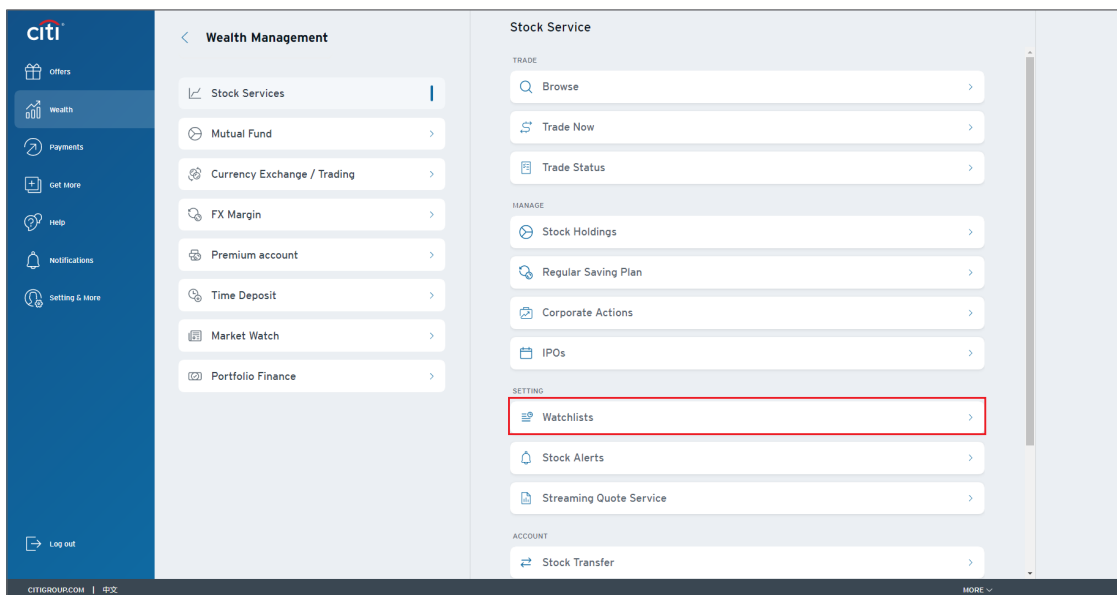 citi
Offers
Wealth
Payments
Get More
Help
Notifications
Setting & More
Log out
Wealth Management
Stock Services
Mutual Fund
Currency Exchange / Trading
FX Margin
Premium account
Time Deposit
Market Watch
Portfolio Finance
Stock Service
TRADE
Browse
Trade Now
Trade Status
MANAGE
Stock Holdings
Regular Saving Plan
Corporate Actions
IPOs
SETTING
Watchlists
Stock Alerts
Streaming Quote Service
ACCOUNT
Stock Transfer
CITIGROUP.COM | 中文
MORE